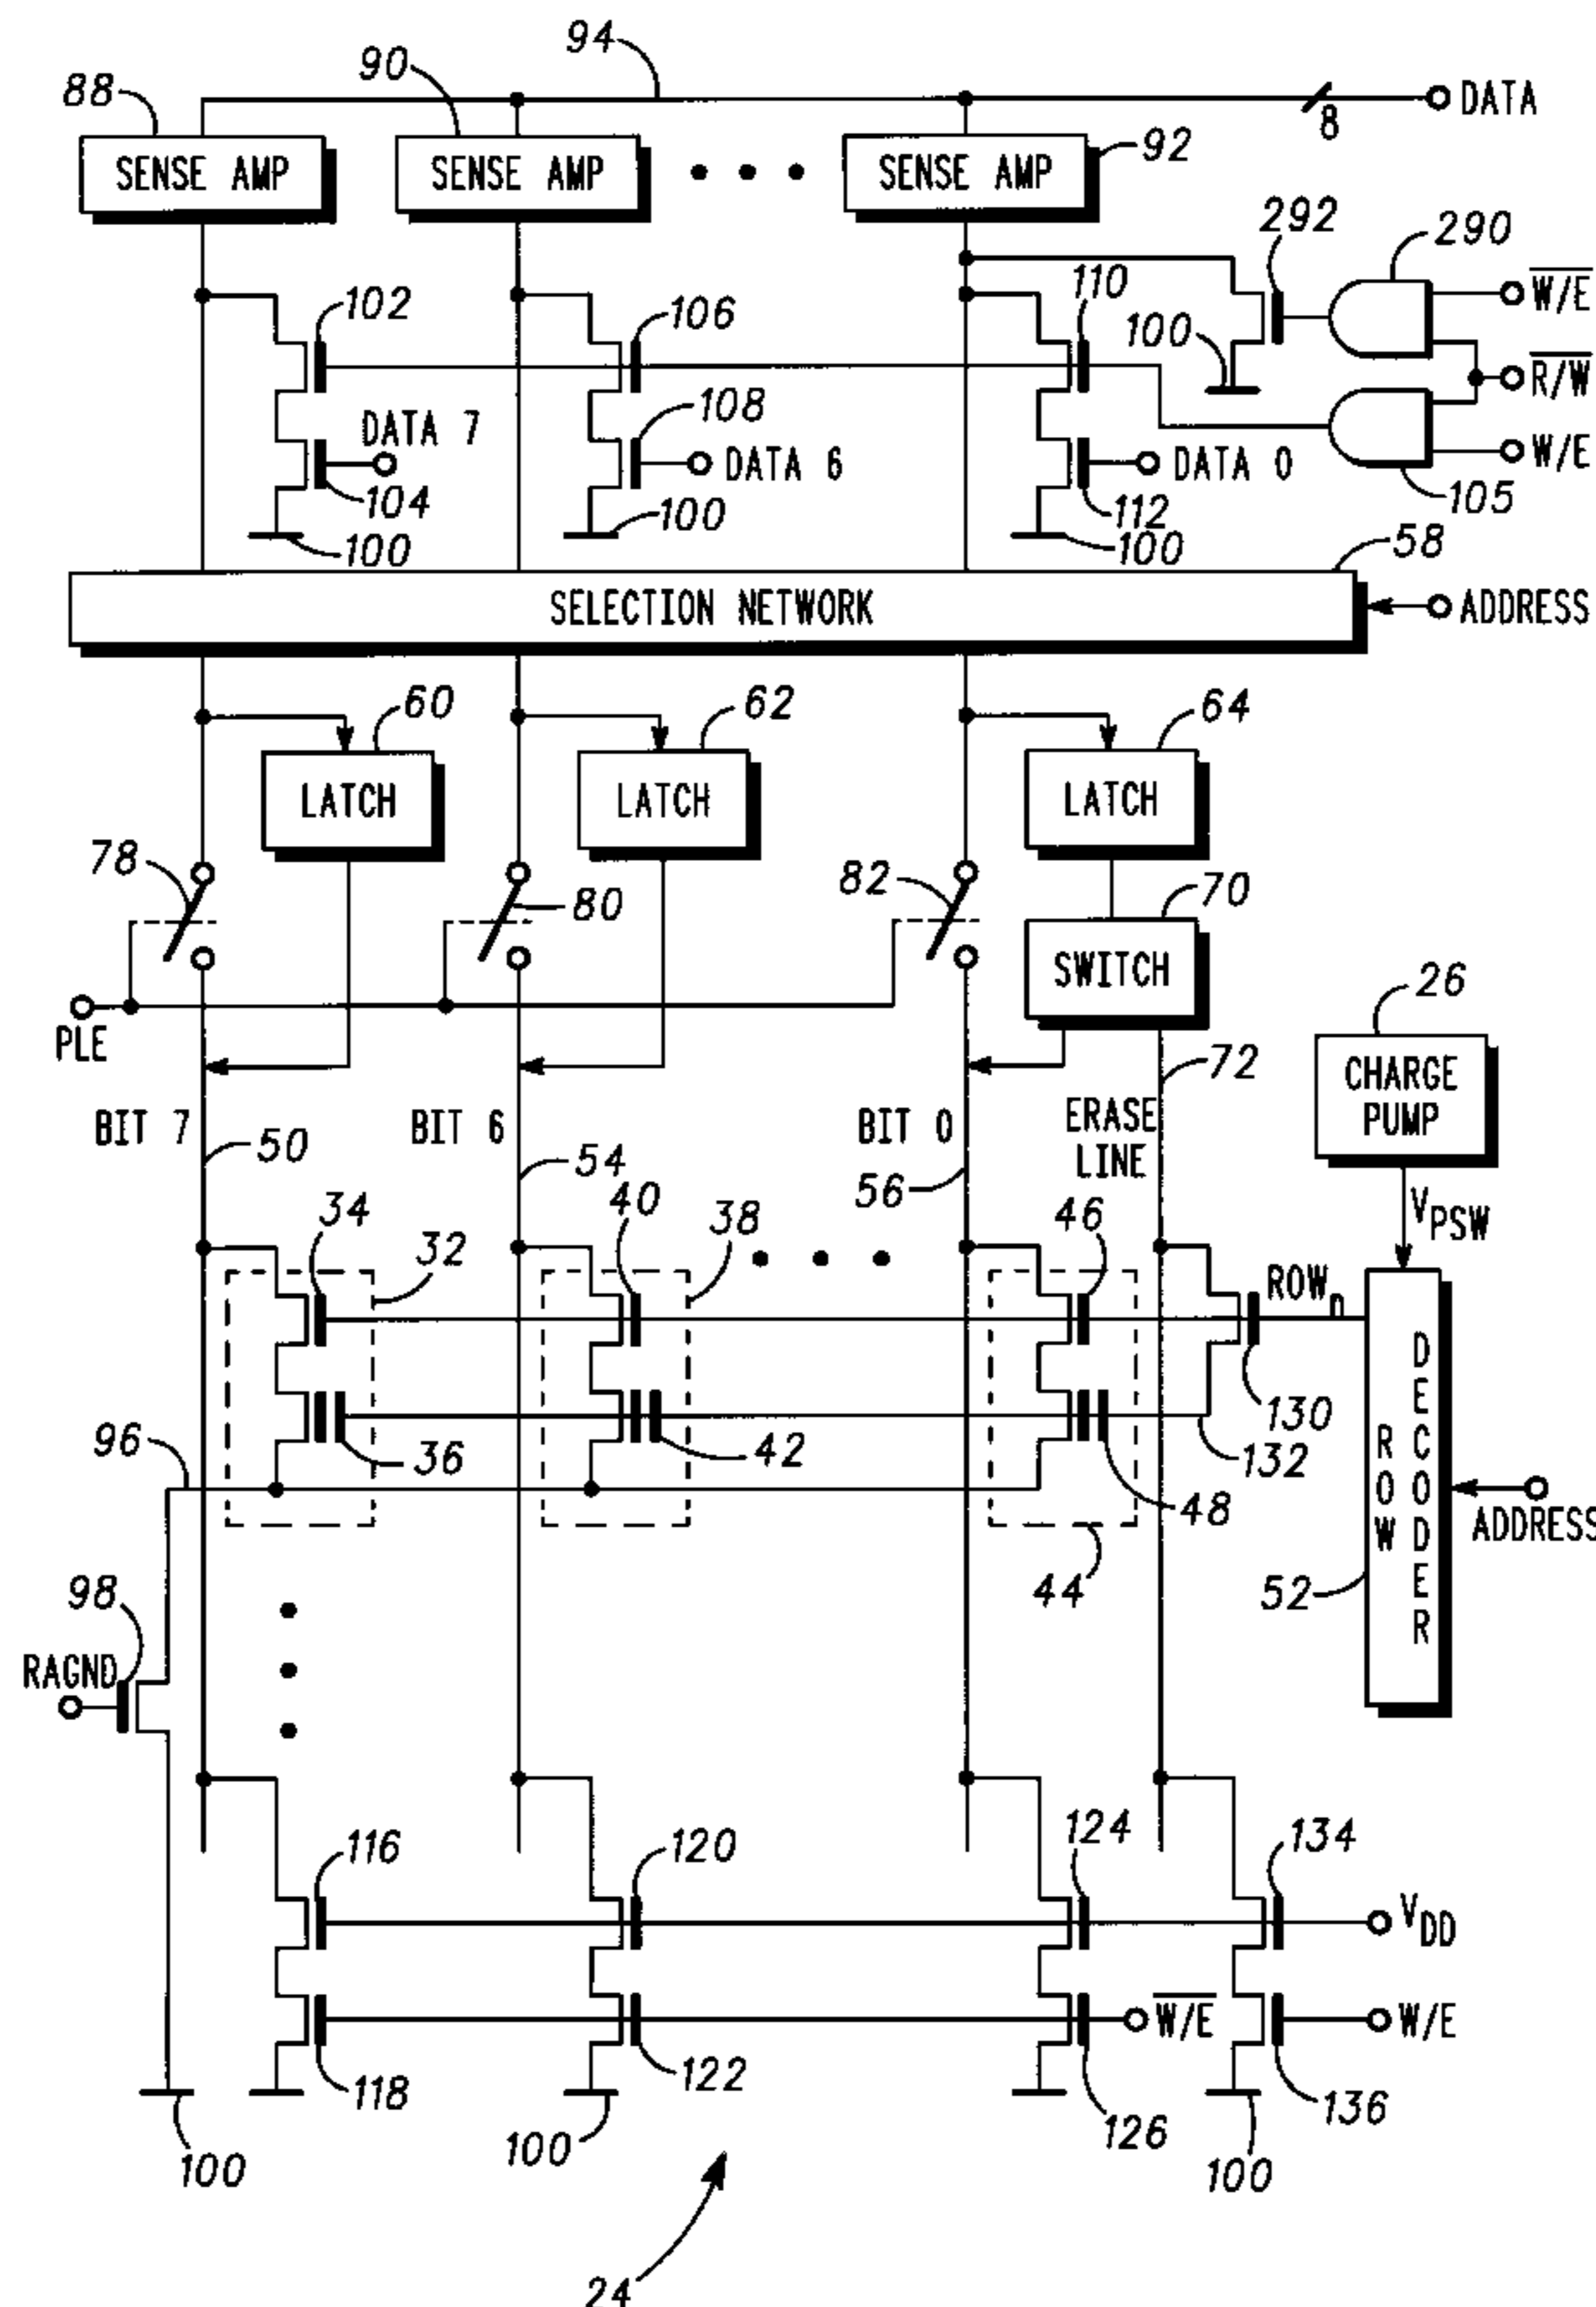 94
90
88
DATA
8
92
SENSE AMP
SENSE AMP
SENSE AMP
292
290
W/E
102
106
110
100
R/W
108
DATA 7
DATA 6
DATA 0
W/E
104
100
112
105
100
100
58
SELECTION NETWORK
ADDRESS
60
62
64
LATCH
LATCH
LATCH
78
80
82
70
SWITCH
26
PLE
72
CHARGE
PUMP
BIT 7
BIT 6
BIT 0
ERASE
LINE
50
54
56
VPSW
34
32
40
38
46
ROWn
ROW
DECODER
130
96
36
42
132
48
ADDRESS
44
52
98
RAGND
116
120
124
134
VDD
W/E
W/E
118
122
126
136
100
100
100
24